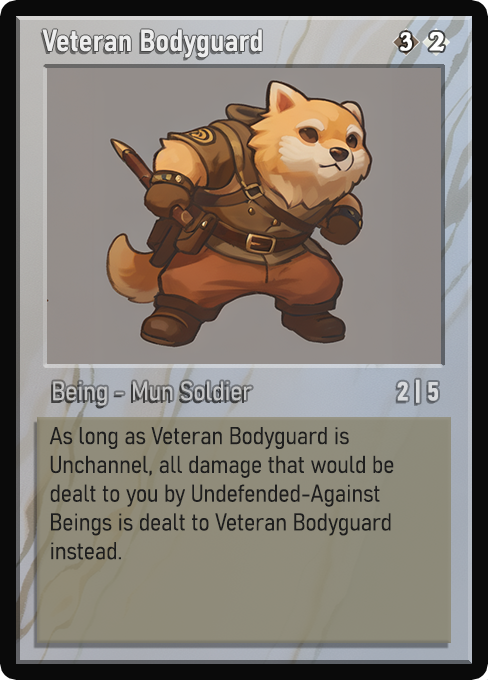 Veteran Bodyguard 3 2
Being - Mun Soldier 2|5
As long as Veteran Bodyguard is
Unchannel, all damage that would be
dealt to you by Undefended-Against
Beings is dealt to Veteran Bodyguard
instead.